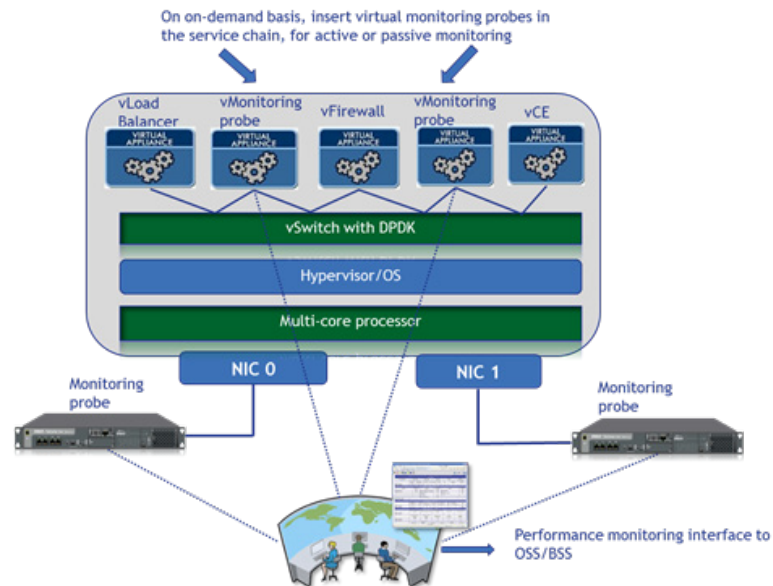 On on-demand basis, insert virtual monitoring probes in
the service chain, for active or passive monitoring
vLoad
Balancer
vMonitoring
probe
vFirewall
vMonitoring
probe
vCE
VIRTUAL
APPLIANCE
VIRTUAL
APPLIANCE
VIRTUAL
APPLIANCE
VIRTUAL
APPLIANCE
VIRTUAL
APPLIANCE
vSwitch with DPDK
Hypervisor/OS
Multi-core processor
NIC 0
NIC 1
Monitoring
probe
Monitoring
probe
Performance monitoring interface to
OSS/BSS